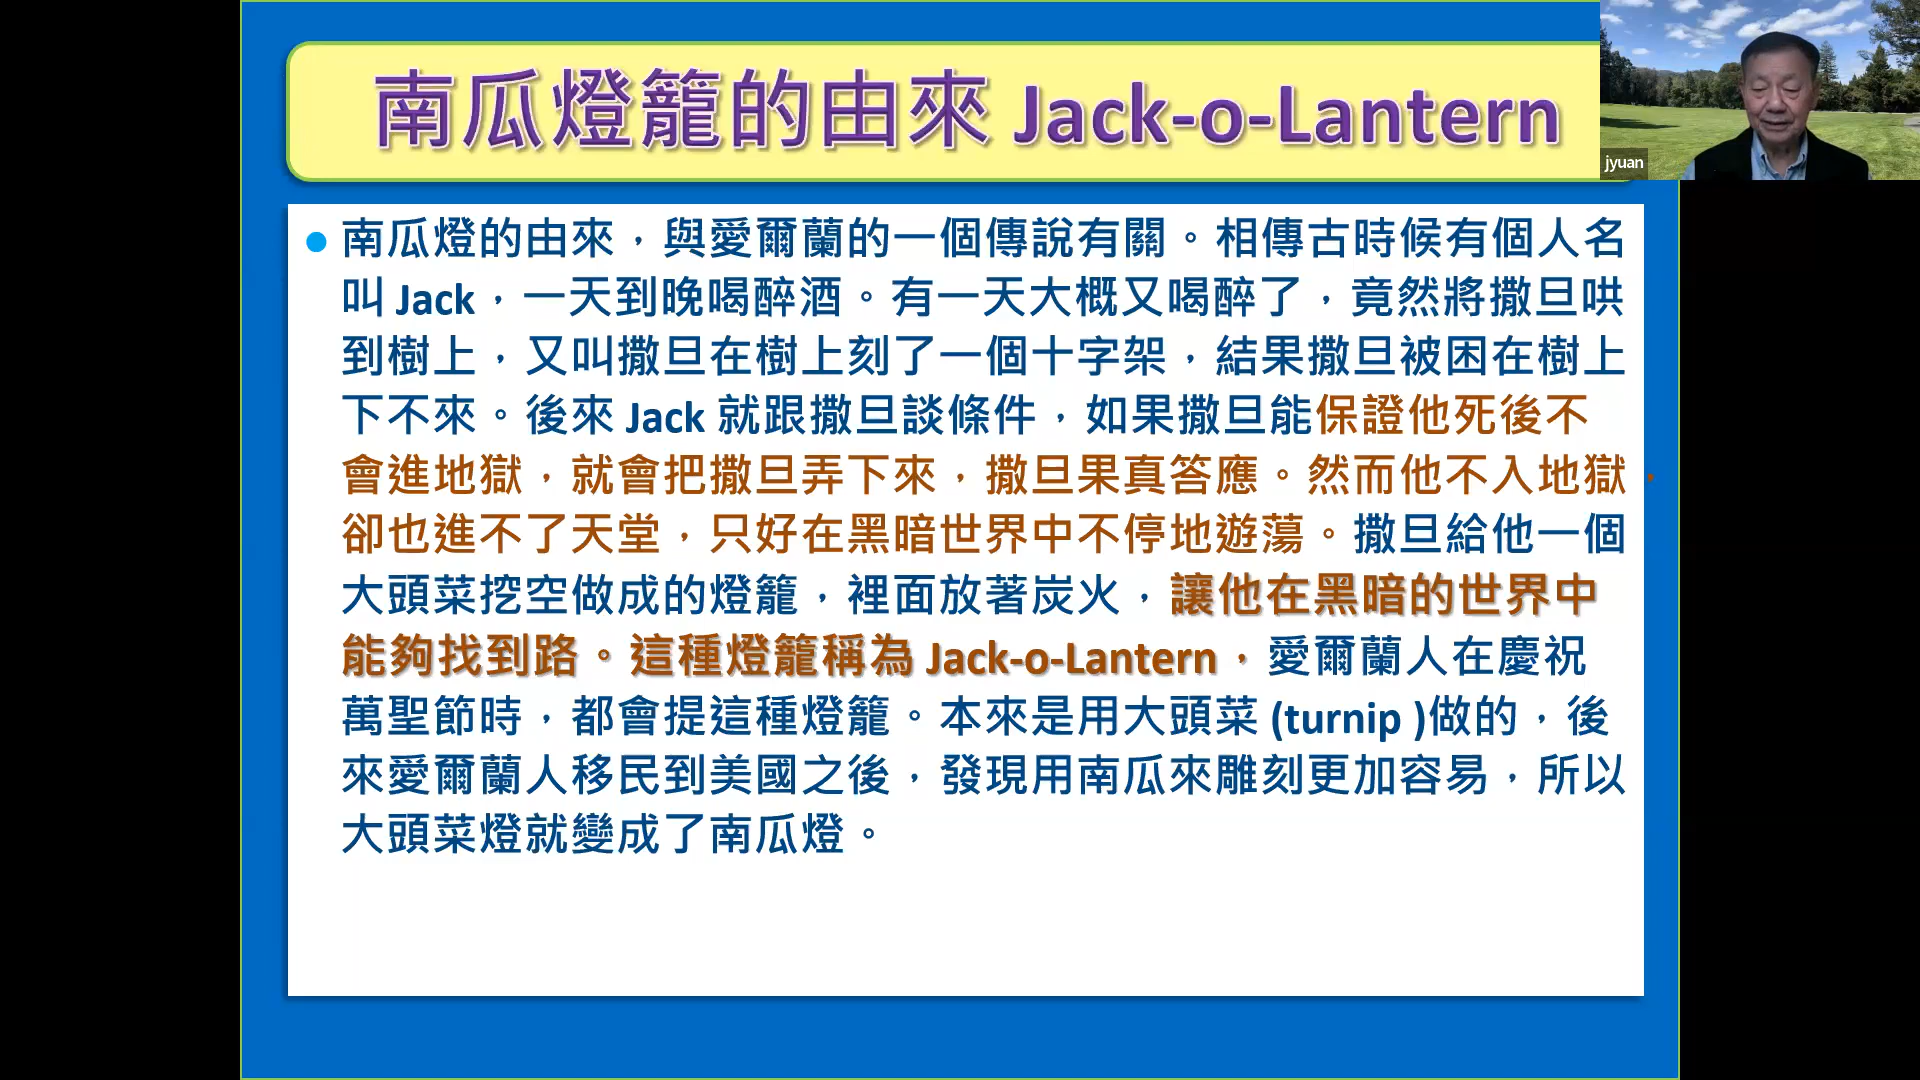 南瓜燈籠的由來 Jack-o-Lantern
jyuan
• 南瓜燈的由來，與愛爾蘭的一個傳說有關。相傳古時候有個人名
叫 Jack，一天到晚喝醉酒。有一天大概又喝醉了，竟然將撒旦哄
到樹上，又叫撒旦在樹上刻了一個十字架，結果撒旦被困在樹上
下不來。後來 Jack 就跟撒旦談條件，如果撒旦能保證他死後不
會進地獄，就會把撒旦弄下來，撒旦果真答應。然而他不入地獄，
卻也進不了天堂，只好在黑暗世界中不停地遊蕩。撒旦給他一個
大頭菜挖空做成的燈籠，裡面放著炭火，讓他在黑暗的世界中
能夠找到路。這種燈籠稱為 Jack-o-Lantern，愛爾蘭人在慶祝
萬聖節時，都會提這種燈籠。本來是用大頭菜 (turnip )做的，後
來愛爾蘭人移民到美國之後，發現用南瓜來雕刻更加容易，所以
大頭菜燈就變成了南瓜燈。